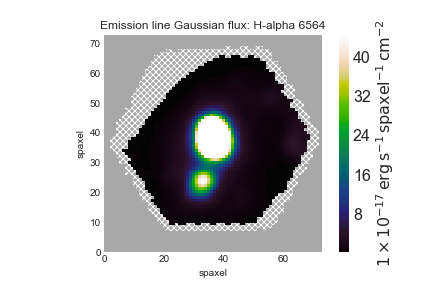 Emission line Gaussian flux: H-alpha 6564
70
60
50
40
30
20
10
0
spaxel
0 20 40 60
spaxel
40
32
24
16
8
1 × 10⁻¹⁷ erg s⁻¹ spaxel⁻¹ cm⁻²